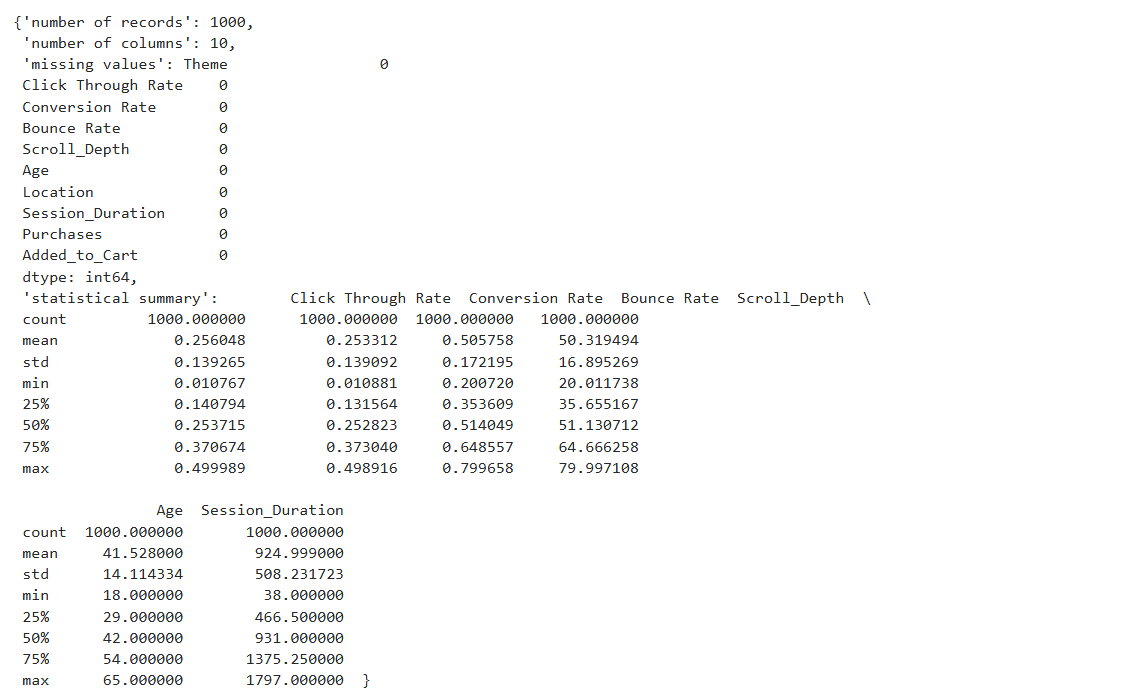 {'number of records': 1000,
 'number of columns': 10,
 'missing values': Theme                 0
 Click Through Rate    0
 Conversion Rate       0
 Bounce Rate           0
 Scroll_Depth          0
 Age                   0
 Location              0
 Session_Duration      0
 Purchases             0
 Added_to_Cart         0
 dtype: int64,
 'statistical summary':        Click Through Rate  Conversion Rate  Bounce Rate  Scroll_Depth  \
 count         1000.000000      1000.000000  1000.000000   1000.000000
 mean             0.256048         0.253312     0.505758     50.319494
 std              0.139265         0.139092     0.172195     16.895269
 min              0.010767         0.010881     0.200720     20.011738
 25%              0.140794         0.131564     0.353609     35.655167
 50%              0.253715         0.252823     0.514049     51.130712
 75%              0.370674         0.373040     0.648557     64.666258
 max              0.499989         0.498916     0.799658     79.997108

                Age  Session_Duration
 count  1000.000000       1000.000000
 mean     41.528000        924.999000
 std      14.114334        508.231723
 min      18.000000         38.000000
 25%      29.000000        466.500000
 50%      42.000000        931.000000
 75%      54.000000       1375.250000
 max      65.000000       1797.000000  }